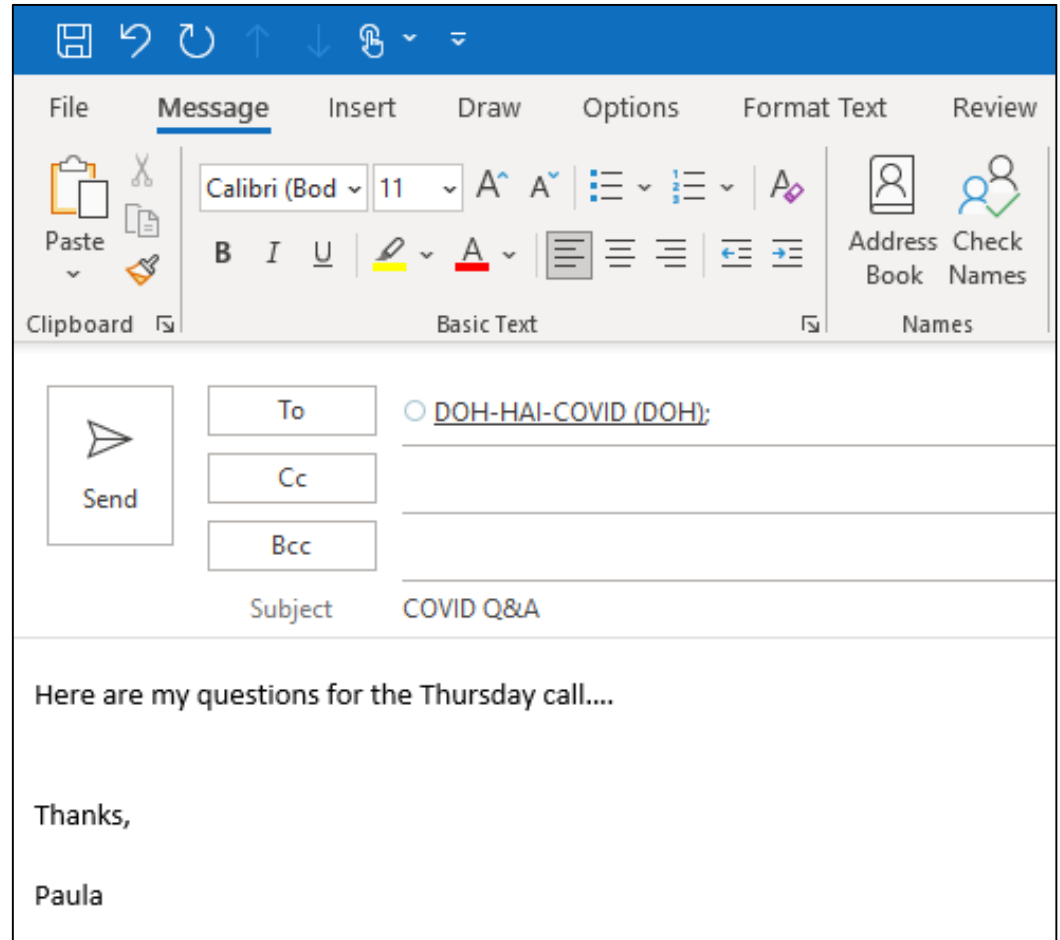 File Message Insert Draw Options Format Text Review
Calibri (Bod 11 A A A
Paste B I U A Address Check
Book Names
Clipboard Basic Text Names
To DOH-HAI-COVID (DOH);
Send Cc
Bcc
Subject COVID Q&A
Here are my questions for the Thursday call....
Thanks,
Paula